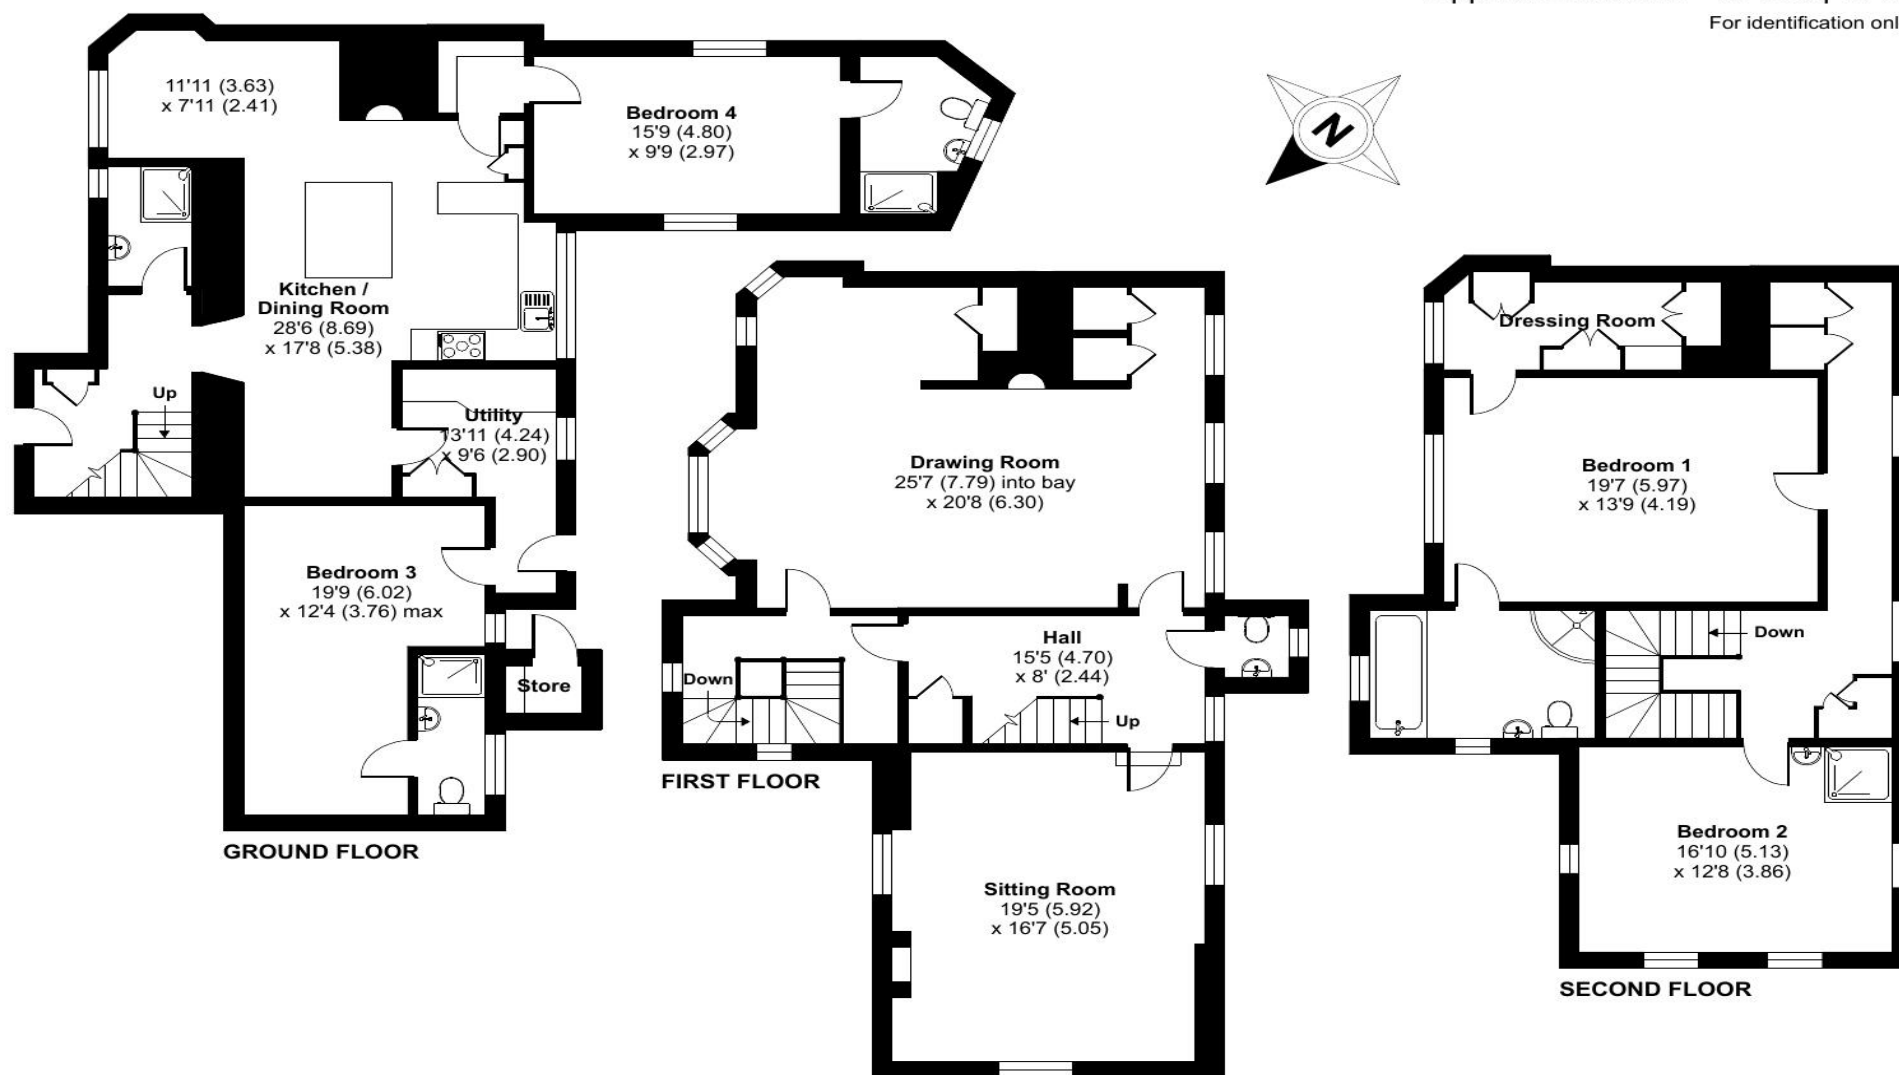 For identification onl
11'11 (3.63)
x 7'11 (2.41)
Bedroom 4
15'9 (4.80)
x 9'9 (2.97)
N
Kitchen /
Dining Room
28'6 (8.69)
x 17'8 (5.38)
Up
Utility
13'11 (4.24)
x 9'6 (2.90)
Bedroom 3
19'9 (6.02)
x 12'4 (3.76) max
Store
GROUND FLOOR
Drawing Room
25'7 (7.79) into bay
x 20'8 (6.30)
Hall
15'5 (4.70)
x 8' (2.44)
Down
Up
FIRST FLOOR
Sitting Room
19'5 (5.92)
x 16'7 (5.05)
Dressing Room
Bedroom 1
19'7 (5.97)
x 13'9 (4.19)
Down
Bedroom 2
16'10 (5.13)
x 12'8 (3.86)
SECOND FLOOR